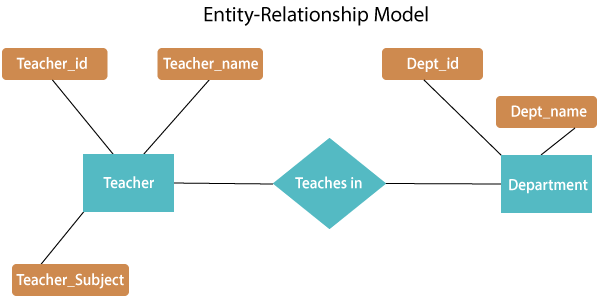 Entity-Relationship Model
Teacher_id
Teacher_name
Dept_id
Dept_name
Teacher
Teaches in
Department
Teacher_Subject